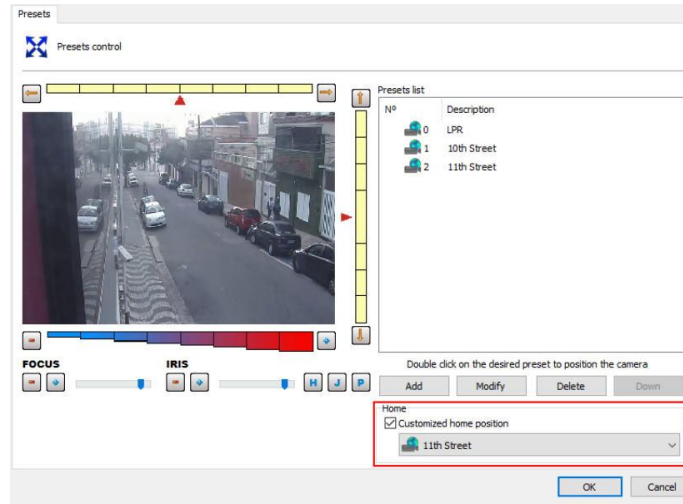 Presets
Presets control
Presets list
Nº Description
0 LPR
1 10th Street
2 11th Street
FOCUS IRIS
H J P
Double click on the desired preset to position the camera
Add Modify Delete Down
Home
Customized home position
11th Street
OK Cancel